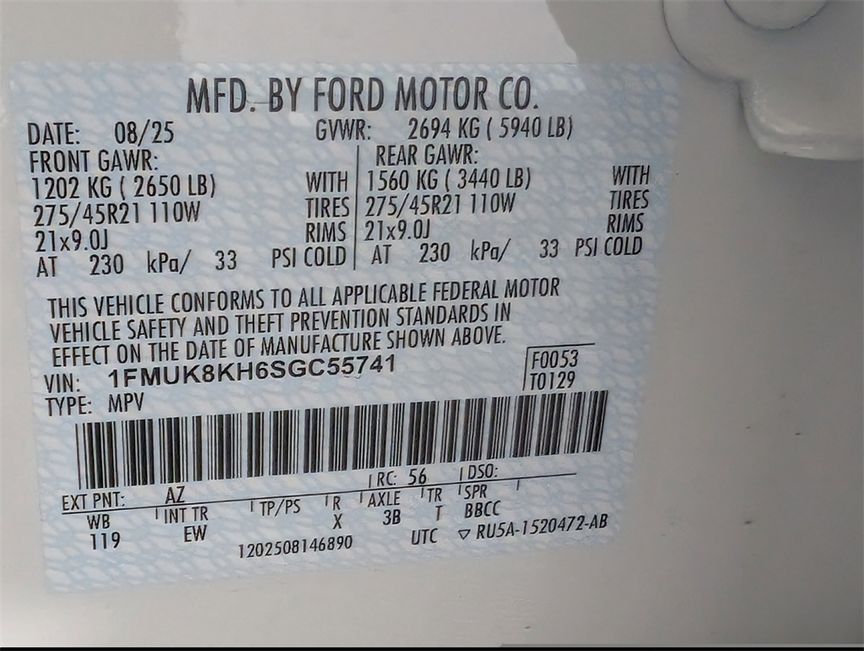 MFD. BY FORD MOTOR CO.
DATE: 08/25 GVWR: 2694 KG ( 5940 LB)
FRONT GAWR: REAR GAWR:
1202 KG ( 2650 LB) WITH 1560 KG ( 3440 LB) WITH
275/45R21 110W TIRES 275/45R21 110W TIRES
21x9.0J RIMS 21x9.0J RIMS
AT 230 kPa/ 33 PSI COLD AT 230 kPa/ 33 PSI COLD
THIS VEHICLE CONFORMS TO ALL APPLICABLE FEDERAL MOTOR
VEHICLE SAFETY AND THEFT PREVENTION STANDARDS IN
EFFECT ON THE DATE OF MANUFACTURE SHOWN ABOVE.
VIN: 1FMUK8KH6SGC55741 F0053
TYPE: MPV T0129
EXT PNT: AZ RC: 56 DSO:
WB INT TR TP/PS R AXLE TR SPR
119 EW X 3B T BBCC
1202508146890 UTC ▽ RU5A-1520472-AB